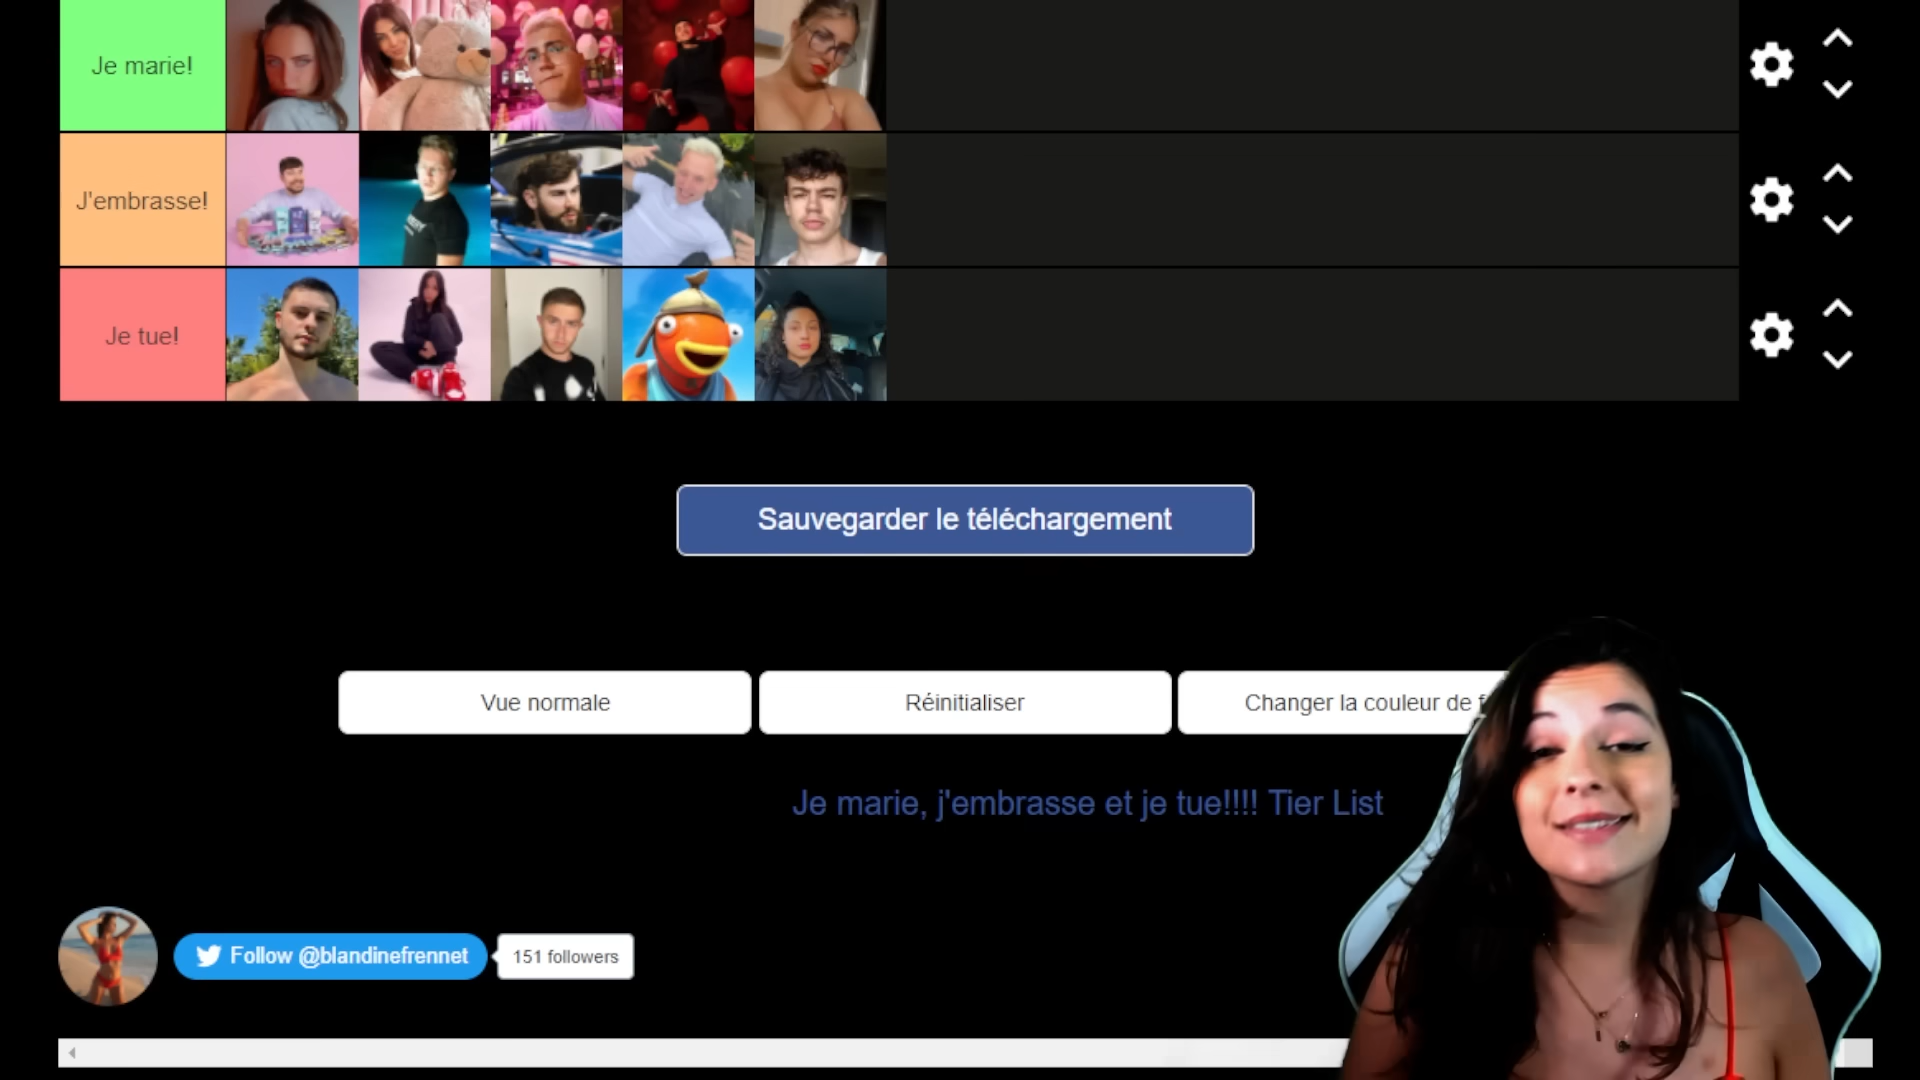 Je marie!
J'embrasse!
Je tue!
Sauvegarder le téléchargement
Vue normale
Réinitialiser
Changer la couleur de
Je marie, j'embrasse et je tue!!!! Tier List
Follow @blandinefrennet
151 followers